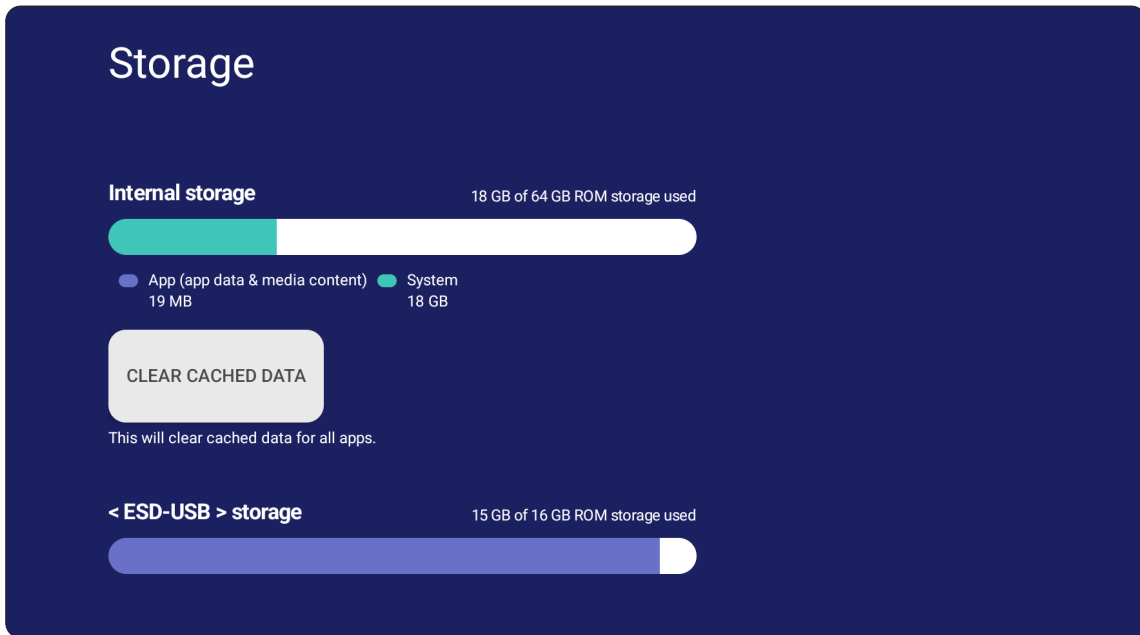 Storage
Internal storage
18 GB of 64 GB ROM storage used
App (app data & media content)
19 MB
System
18 GB
CLEAR CACHED DATA
This will clear cached data for all apps.
< ESD-USB > storage
15 GB of 16 GB ROM storage used